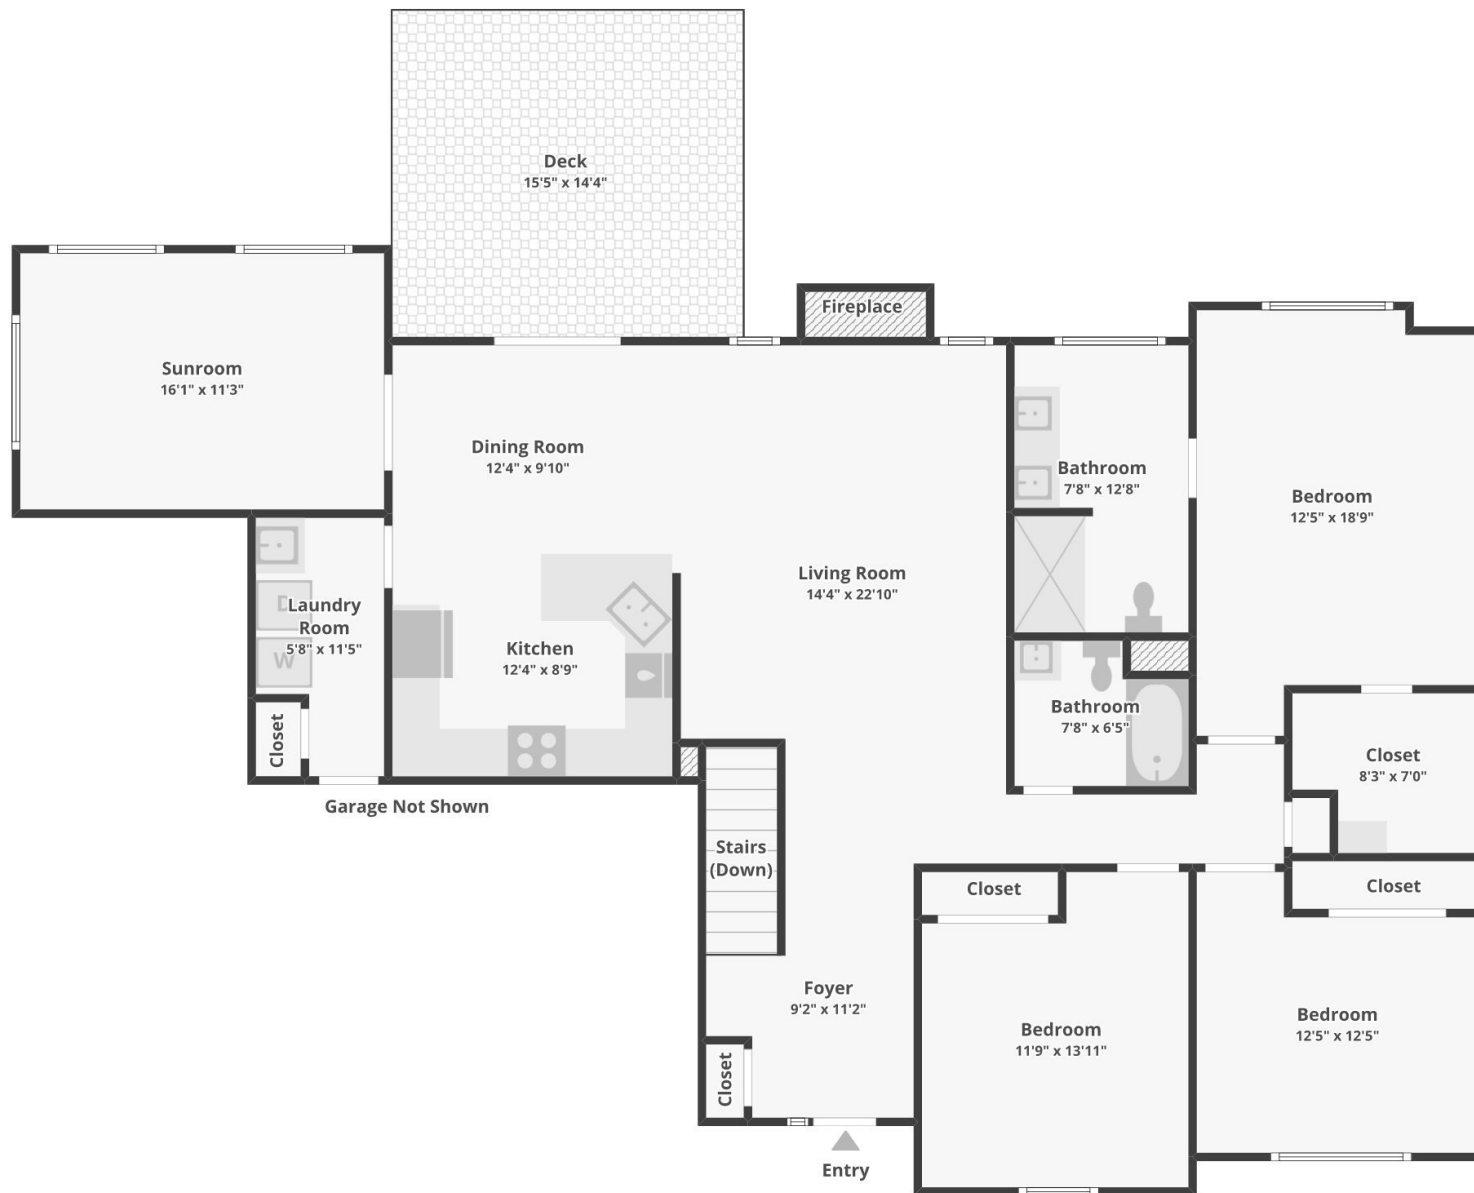 Deck
15'5" x 14'4"
Fireplace
Sunroom
16'1" x 11'3"
Dining Room
12'4" x 9'10"
Bathroom
7'8" x 12'8"
Bedroom
12'5" x 18'9"
Living Room
14'4" x 22'10"
D
Laundry
Room
5'8" x 11'5"
W
Kitchen
12'4" x 8'9"
Bathroom
7'8" x 6'5"
Closet
Closet
8'3" x 7'0"
Garage Not Shown
Stairs
(Down)
Closet
Closet
Foyer
9'2" x 11'2"
Bedroom
11'9" x 13'11"
Bedroom
12'5" x 12'5"
Closet
Entry